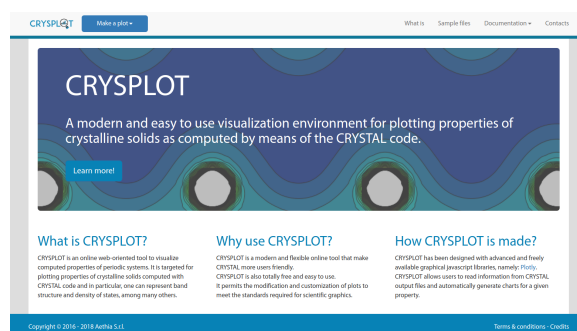 CRYSPLOT Make a plot What is Sample files Documentation Contacts
CRYSPLOT
A modern and easy to use visualization environment for plotting properties of
crystalline solids as computed by means of the CRYSTAL code.
Learn more!
What is CRYSPLOT?
CRYSPLOT is an online web-oriented tool to visualize
computed properties of periodic systems. It is targeted for
plotting properties of crystalline solids computed with
CRYSTAL code and in particular, one can represent band
structure and density of states, among many others.
Why use CRYSPLOT?
CRYSPLOT is a modern and flexible online tool that make
CRYSTAL more users friendly.
CRYSPLOT is also totally free and easy to use.
It permits the modification and customization of plots to
meet the standards required for scientific graphics.
How CRYSPLOT is made?
CRYSPLOT has been designed with advanced and freely
available graphical javascript libraries, namely: Plotly.
CRYSPLOT allows users to read information from CRYSTAL
output files and automatically generate charts for a given
property.
Copyright © 2016 - 2018 Aethia S.r.l. Terms & conditions - Credits